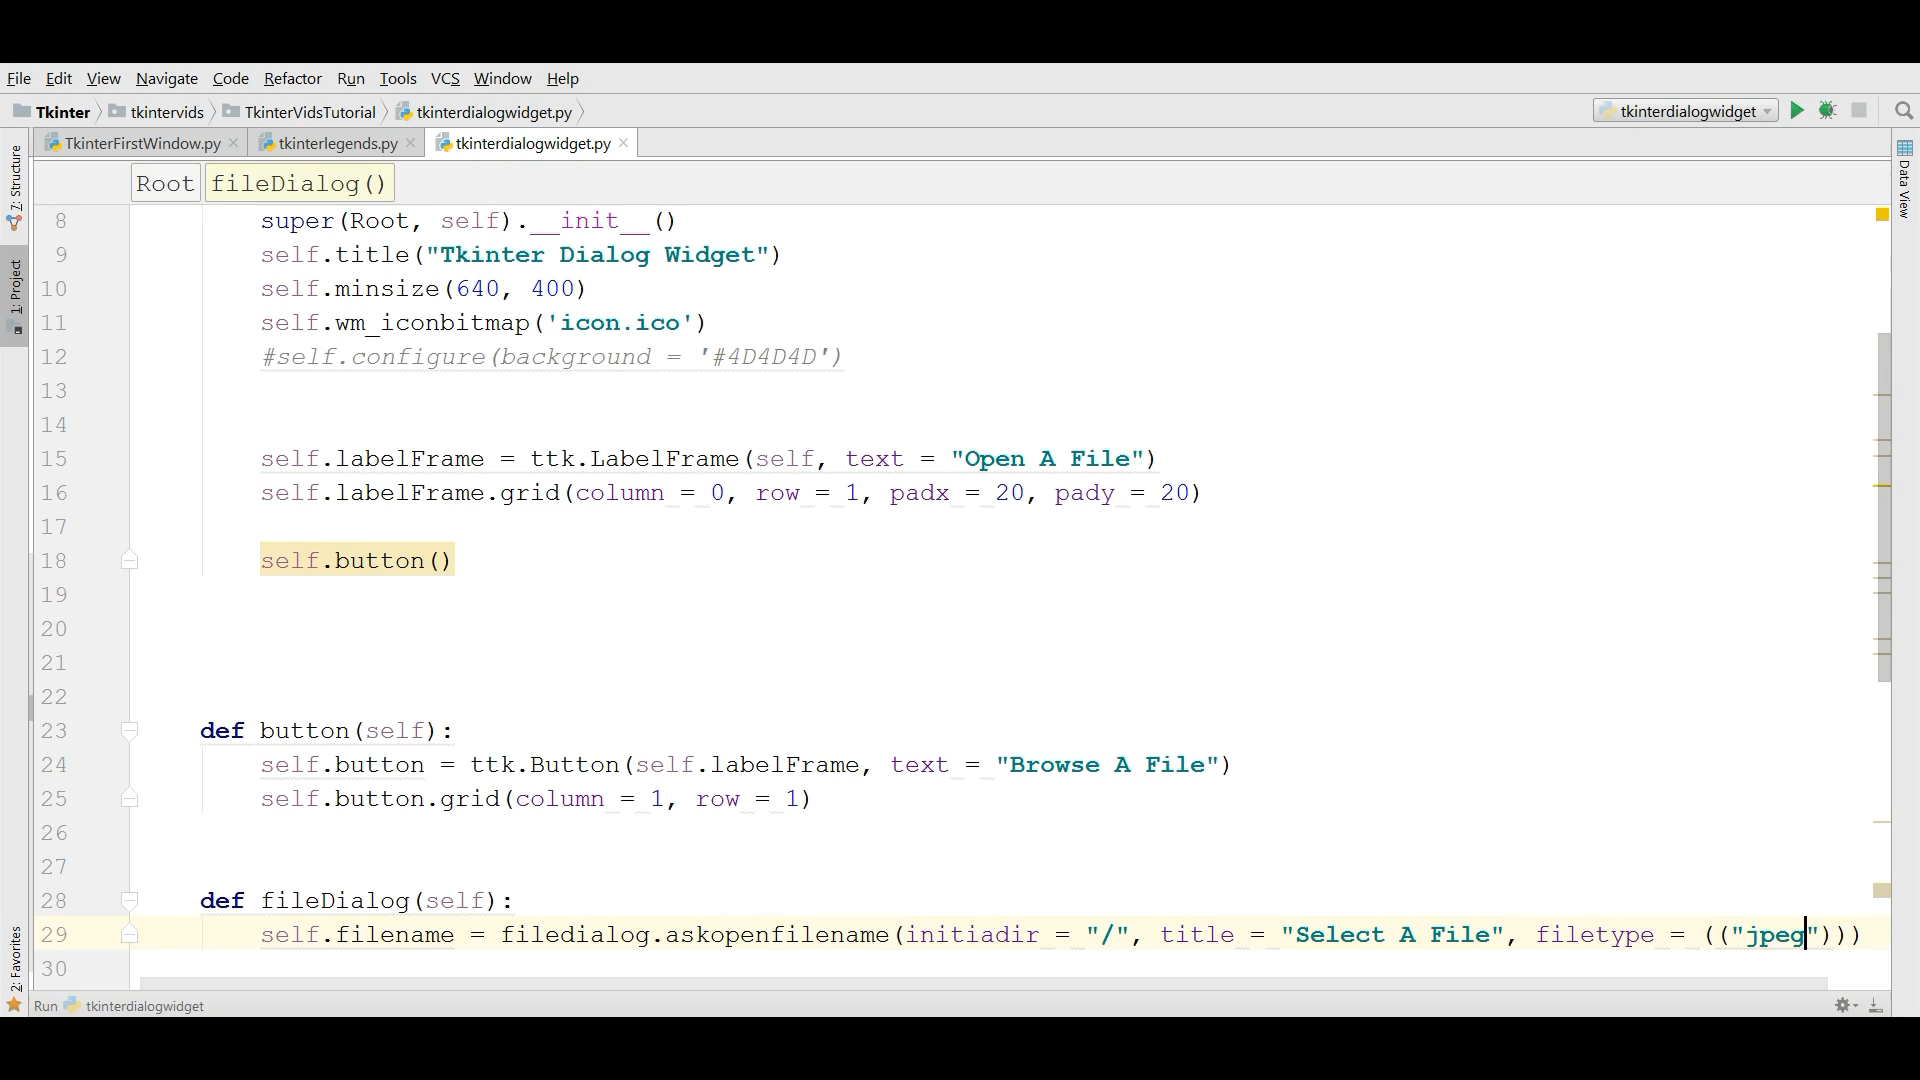 File Edit View Navigate Code Refactor Run Tools VCS Window Help
Tkinter tkintervids TkinterVidsTutorial tkinterdialogwidget.py tkinterdialogwidget
TkinterFirstWindow.py tkinterlegends.py tkinterdialogwidget.py
7: Structure
1: Project
2: Favorites
Data View
Root fileDialog()
8 super(Root, self).__init__()
9 self.title("Tkinter Dialog Widget")
10 self.minsize(640, 400)
11 self.wm_iconbitmap('icon.ico')
12 #self.configure(background = '#4D4D4D')
13
14
15 self.labelFrame = ttk.LabelFrame(self, text = "Open A File")
16 self.labelFrame.grid(column = 0, row = 1, padx = 20, pady = 20)
17
18 self.button()
19
20
21
22
23 def button(self):
24 self.button = ttk.Button(self.labelFrame, text = "Browse A File")
25 self.button.grid(column = 1, row = 1)
26
27
28 def fileDialog(self):
29 self.filename = filedialog.askopenfilename(initiadir = "/", title = "Select A File", filetype = (("jpeg")))
30
Run tkinterdialogwidget